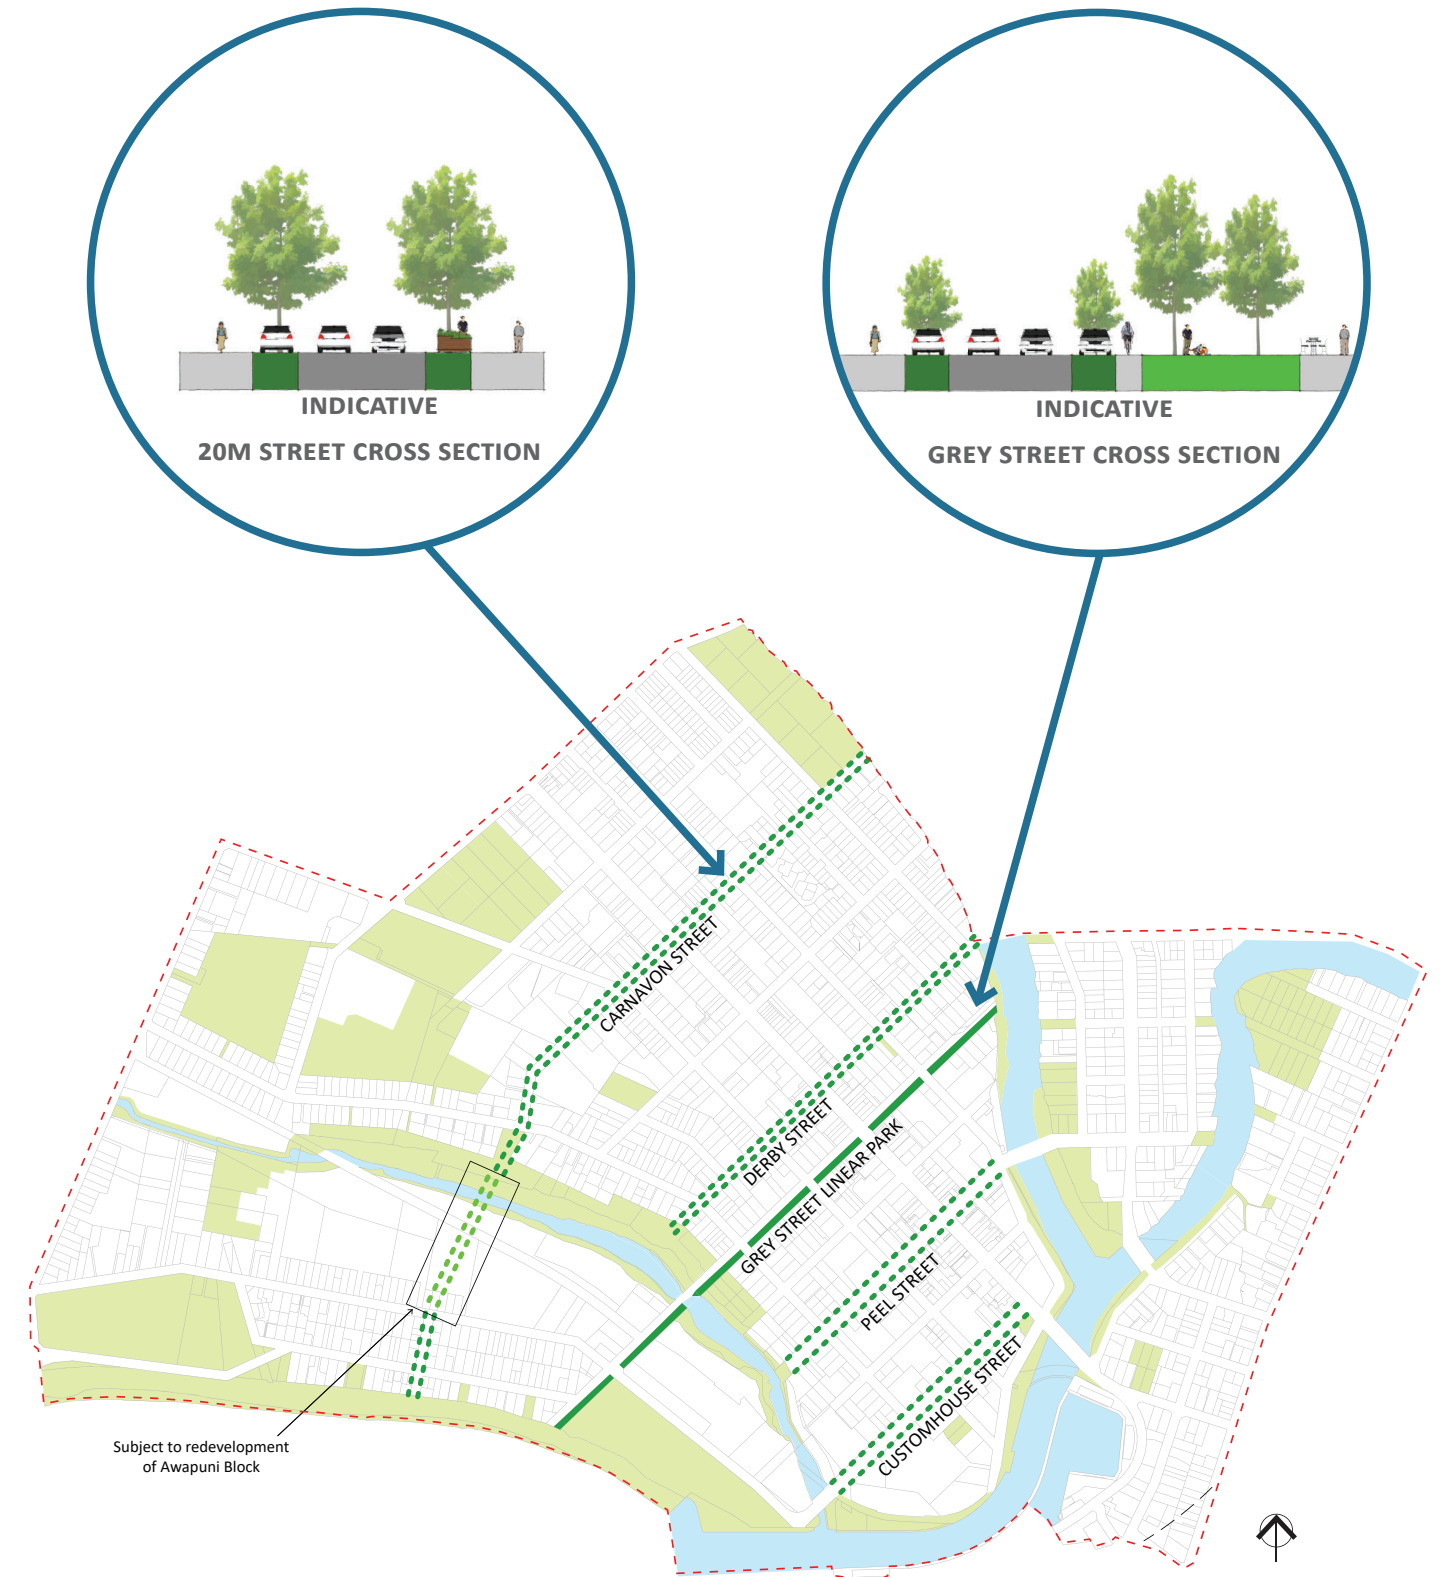 INDICATIVE
20M STREET CROSS SECTION
INDICATIVE
GREY STREET CROSS SECTION
CARNAVON STREET
DERBY STREET
GREY STREET LINEAR PARK
PEEL STREET
CUSTOMHOUSE STREET
Subject to redevelopment
of Awapuni Block